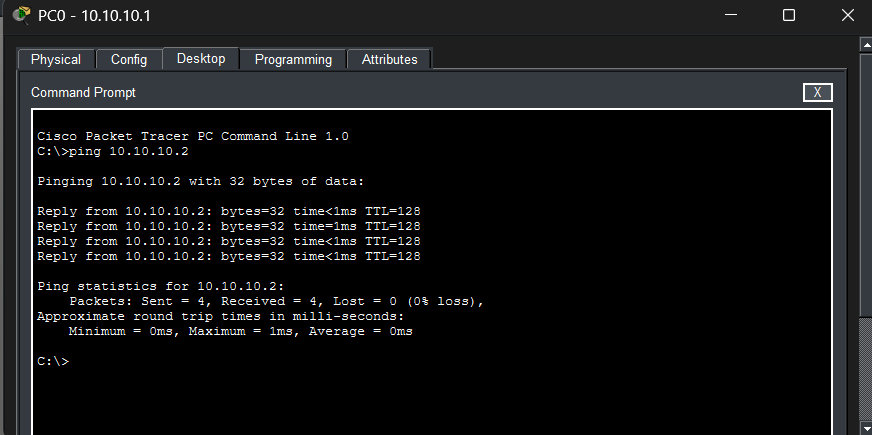 PC0 - 10.10.10.1
Physical Config Desktop Programming Attributes
Command Prompt X
Cisco Packet Tracer PC Command Line 1.0
C:\>ping 10.10.10.2
Pinging 10.10.10.2 with 32 bytes of data:
Reply from 10.10.10.2: bytes=32 time<1ms TTL=128
Reply from 10.10.10.2: bytes=32 time=1ms TTL=128
Reply from 10.10.10.2: bytes=32 time<1ms TTL=128
Reply from 10.10.10.2: bytes=32 time<1ms TTL=128
Ping statistics for 10.10.10.2:
    Packets: Sent = 4, Received = 4, Lost = 0 (0% loss),
Approximate round trip times in milli-seconds:
    Minimum = 0ms, Maximum = 1ms, Average = 0ms
C:\>